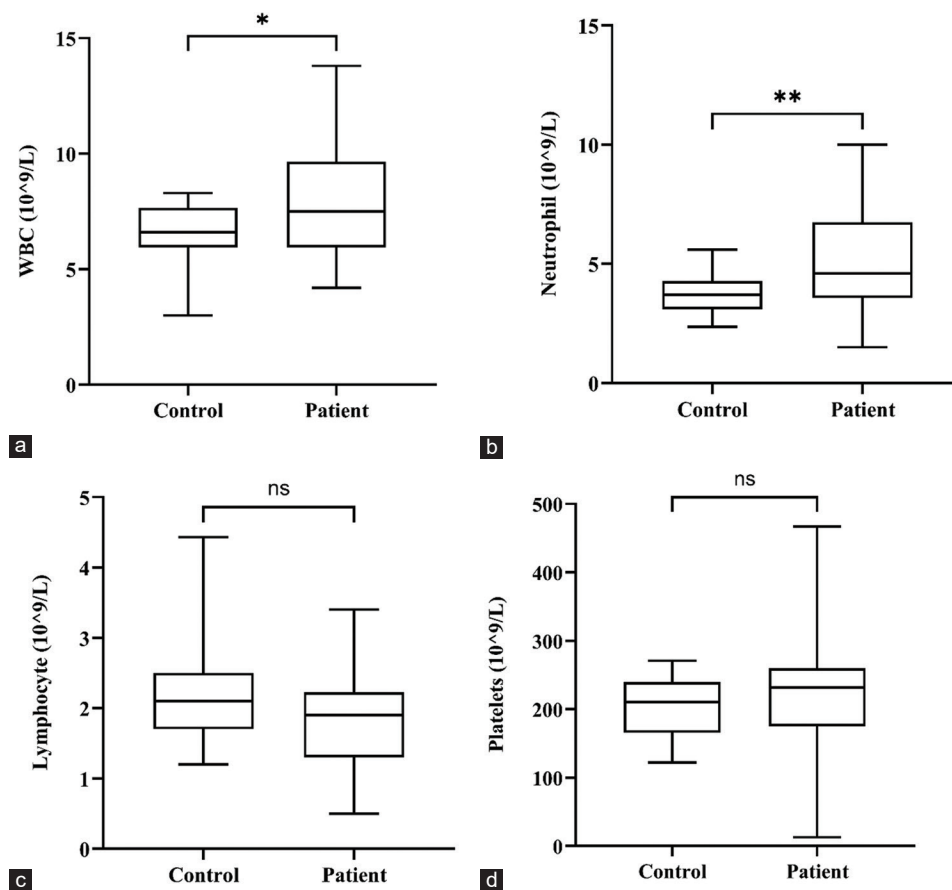 *
15
10
5
0
WBC (10^9/L)
Control Patient
a
**
15
10
5
0
Neutrophil (10^9/L)
Control Patient
b
ns
5
4
3
2
1
0
Lymphocyte (10^9/L)
Control Patient
c
ns
500
400
300
200
100
0
Platelets (10^9/L)
Control Patient
d